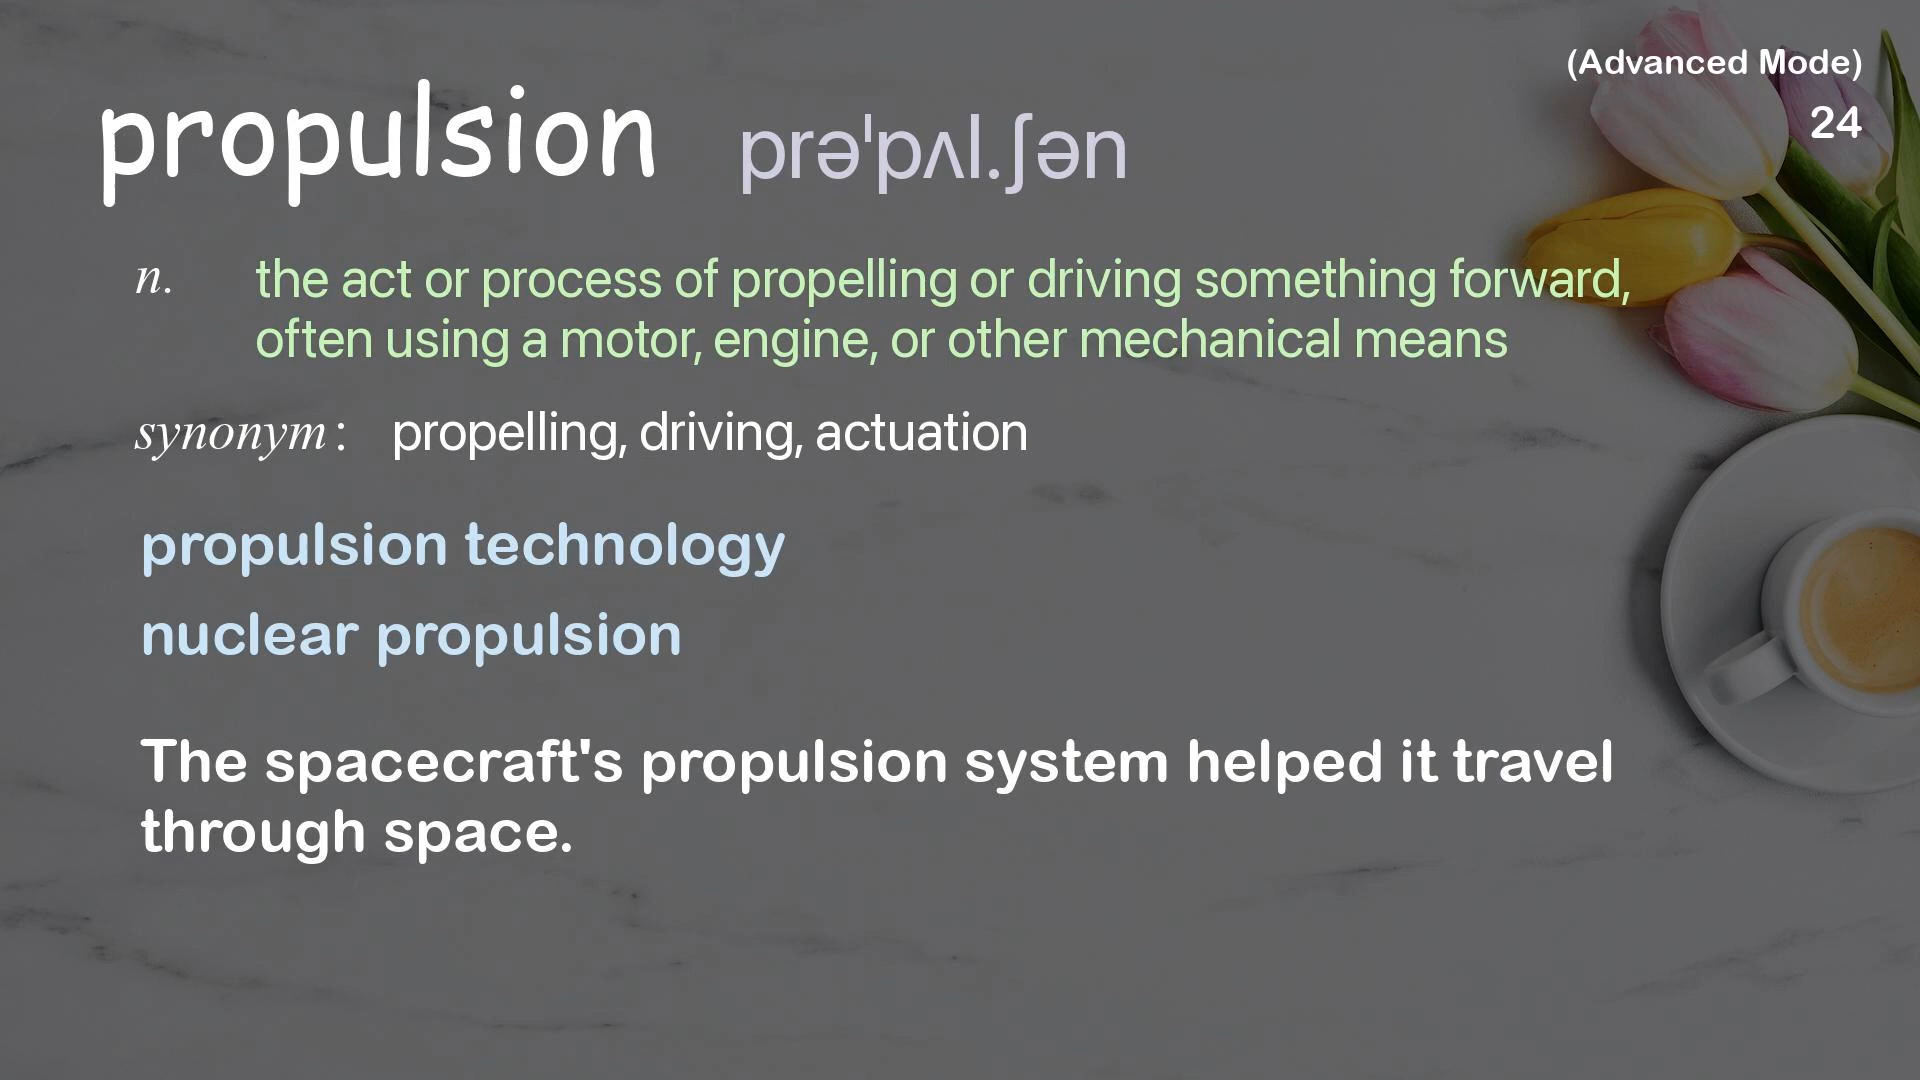 (Advanced Mode)
24
propulsion prəˈpʌl.ʃən
n. the act or process of propelling or driving something forward,
often using a motor, engine, or other mechanical means
synonym: propelling, driving, actuation
propulsion technology
nuclear propulsion
The spacecraft's propulsion system helped it travel
through space.